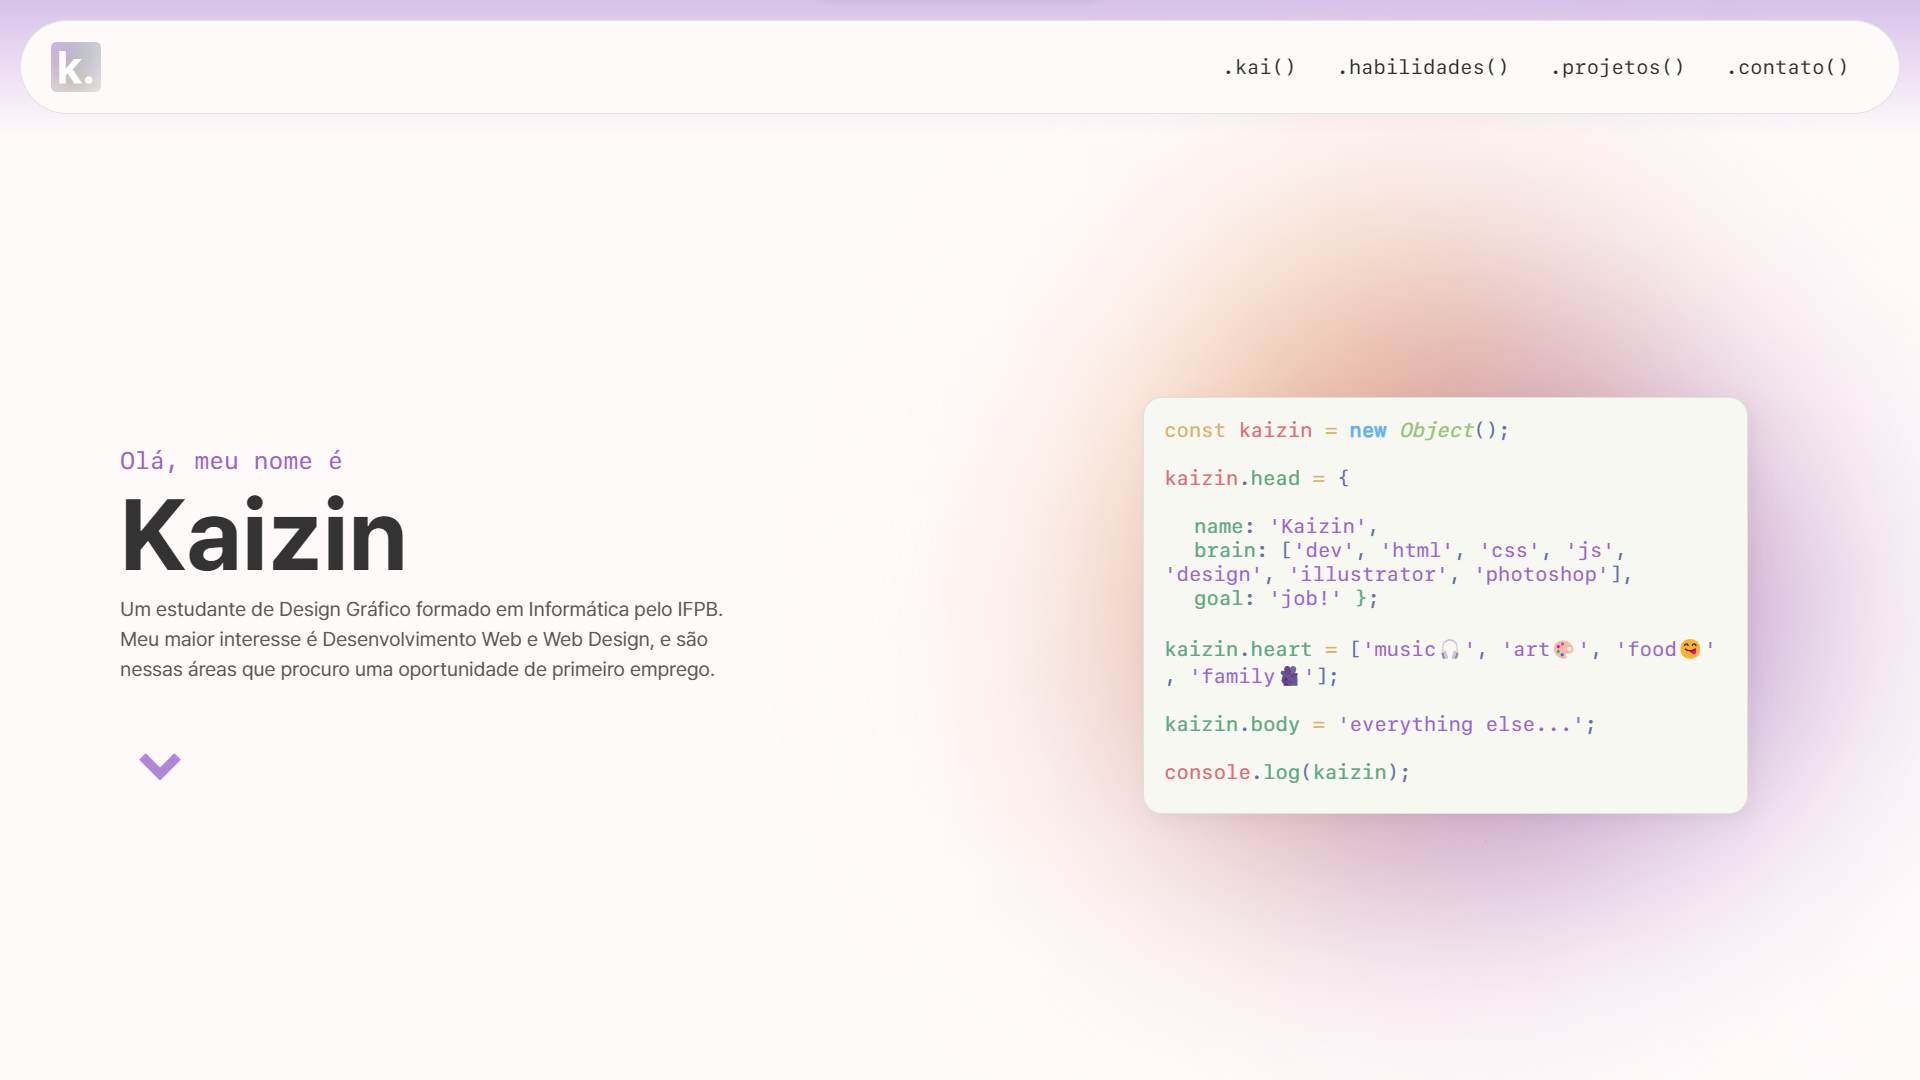 k.
.kai() .habilidades() .projetos() .contato()
Olá, meu nome é
Kaizin
Um estudante de Design Gráfico formado em Informática pelo IFPB.
Meu maior interesse é Desenvolvimento Web e Web Design, e são
nessas áreas que procuro uma oportunidade de primeiro emprego.
const kaizin = new Object();
kaizin.head = {
name: 'Kaizin',
brain: ['dev', 'html', 'css', 'js',
'design', 'illustrator', 'photoshop'],
goal: 'job!' };
kaizin.heart = ['music🎧', 'art🎨', 'food😋'
, 'family👨‍👩‍👧‍👦'];
kaizin.body = 'everything else...';
console.log(kaizin);